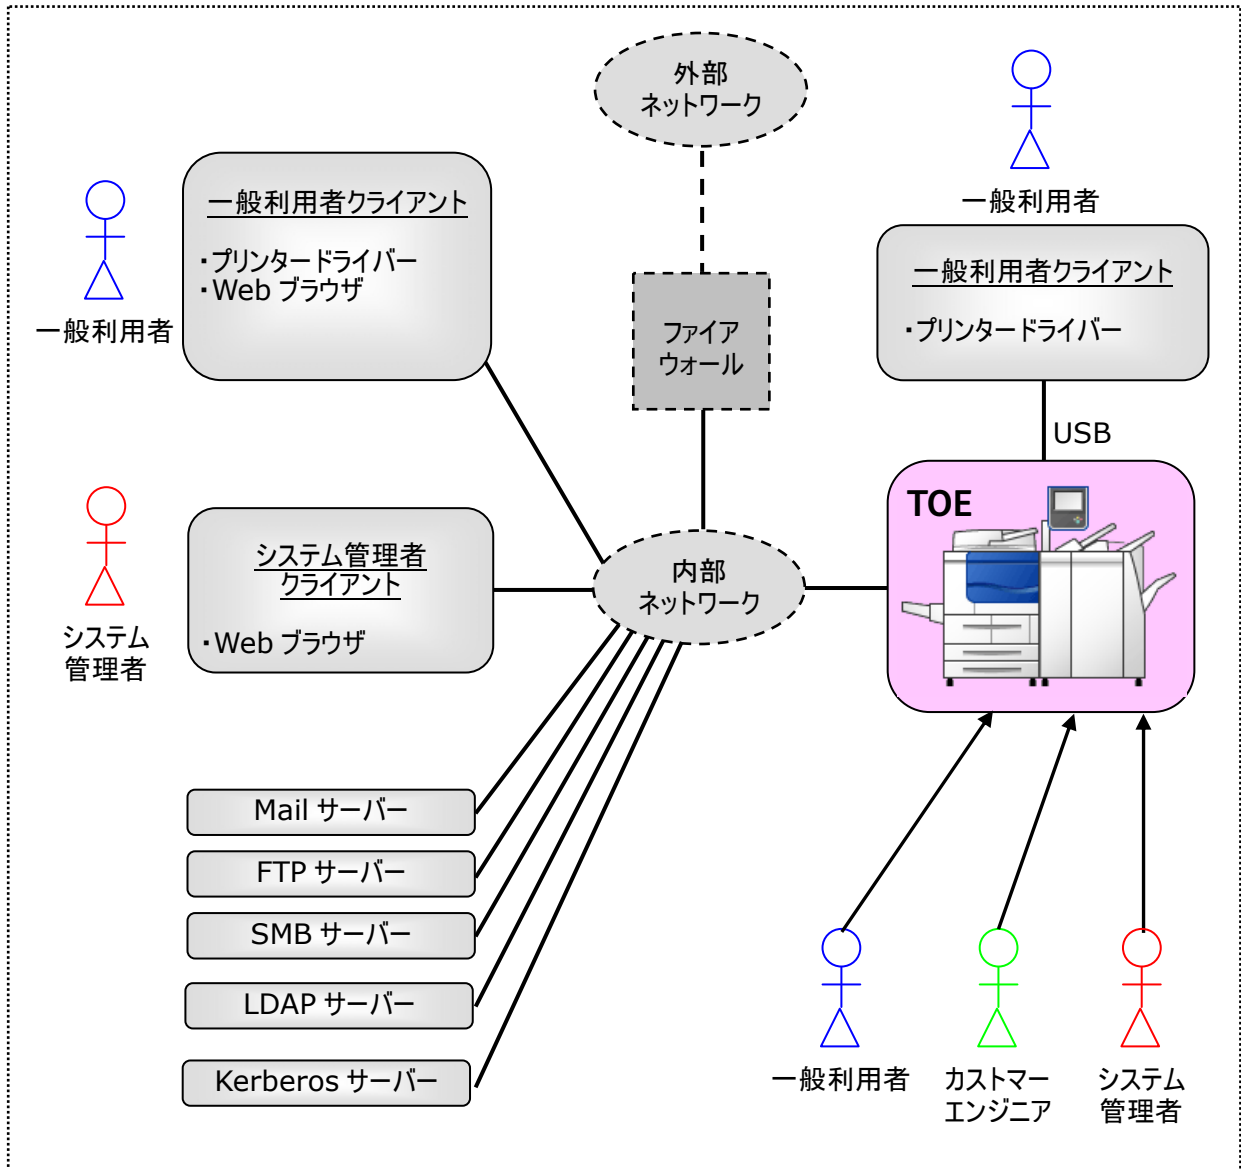 外部
ネットワーク
一般利用者
一般利用者クライアント
・プリンタードライバー
・Web ブラウザ
一般利用者
ファイア
ウォール
一般利用者クライアント
・プリンタードライバー
USB
TOE
システム管理者
クライアント
・Web ブラウザ
システム
管理者
内部
ネットワーク
Mail サーバー
FTP サーバー
SMB サーバー
LDAP サーバー
Kerberos サーバー
一般利用者
カストマー
エンジニア
システム
管理者